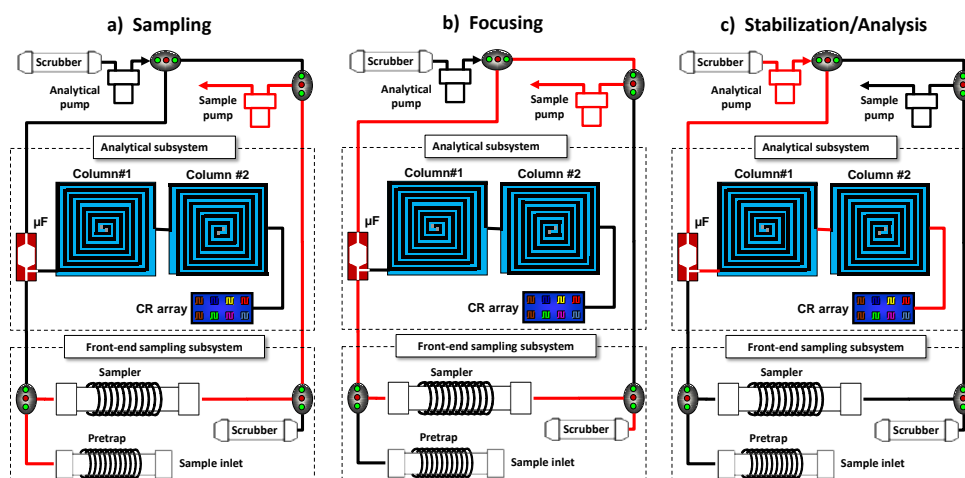 a) Sampling
Scrubber
Analytical
pump
Sample
pump
Analytical subsystem
Column#1
Column #2
µF
CR array
Front-end sampling subsystem
Sampler
Scrubber
Pretrap
Sample inlet
b) Focusing
Scrubber
Analytical
pump
Sample
pump
Analytical subsystem
Column#1
Column #2
µF
CR array
Front-end sampling subsystem
Sampler
Scrubber
Pretrap
Sample inlet
c) Stabilization/Analysis
Scrubber
Analytical
pump
Sample
pump
Analytical subsystem
Column#1
Column #2
µF
CR array
Front-end sampling subsystem
Sampler
Scrubber
Pretrap
Sample inlet